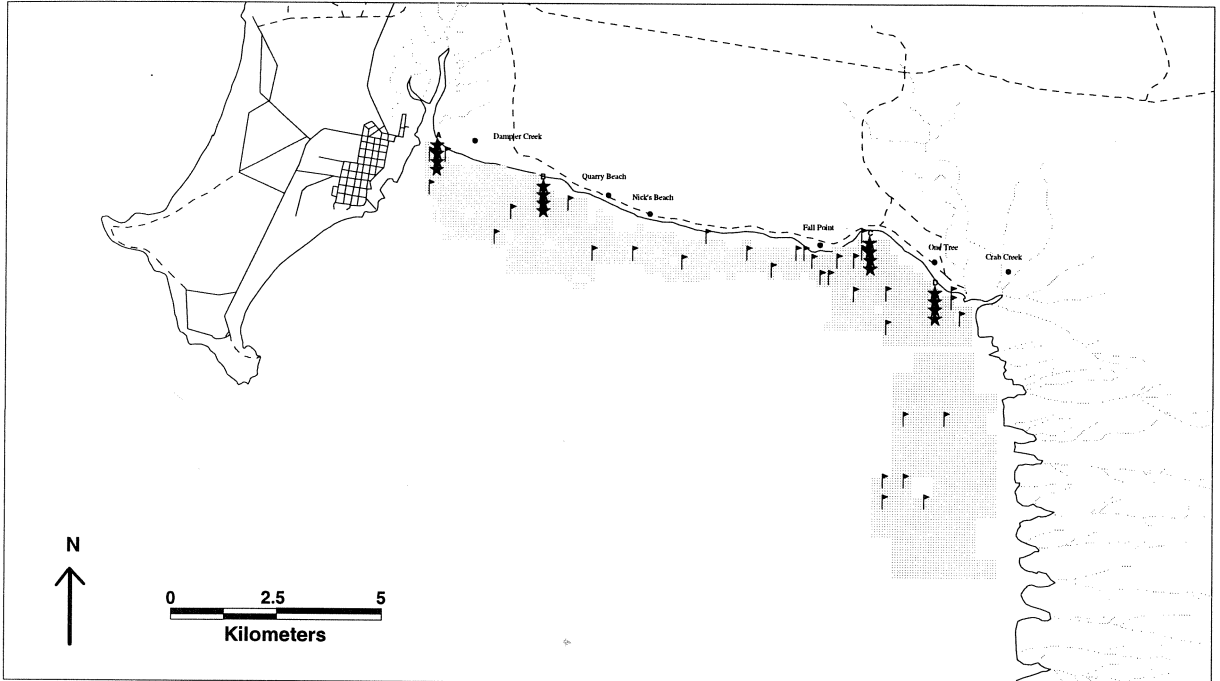 A
Dampier Creek
B
Quarry Beach
Nick's Beach
Fall Point
C
One Tree
Crab Creek
D
N
0 2.5 5
Kilometers